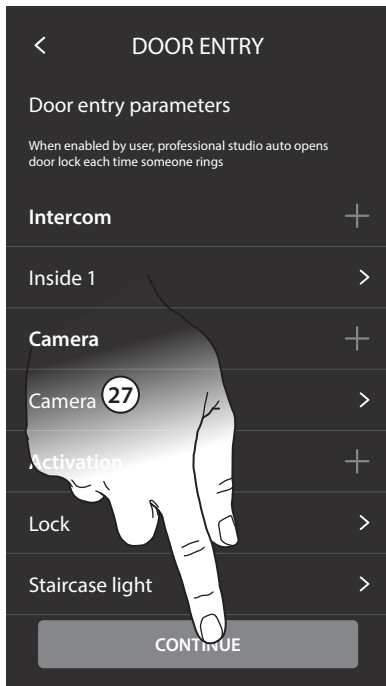 DOOR ENTRY
Door entry parameters
When enabled by user, professional studio auto opens
door lock each time someone rings
Intercom
Inside 1
Camera
Camera
27
Activation
Lock
Staircase light
CONTINUE